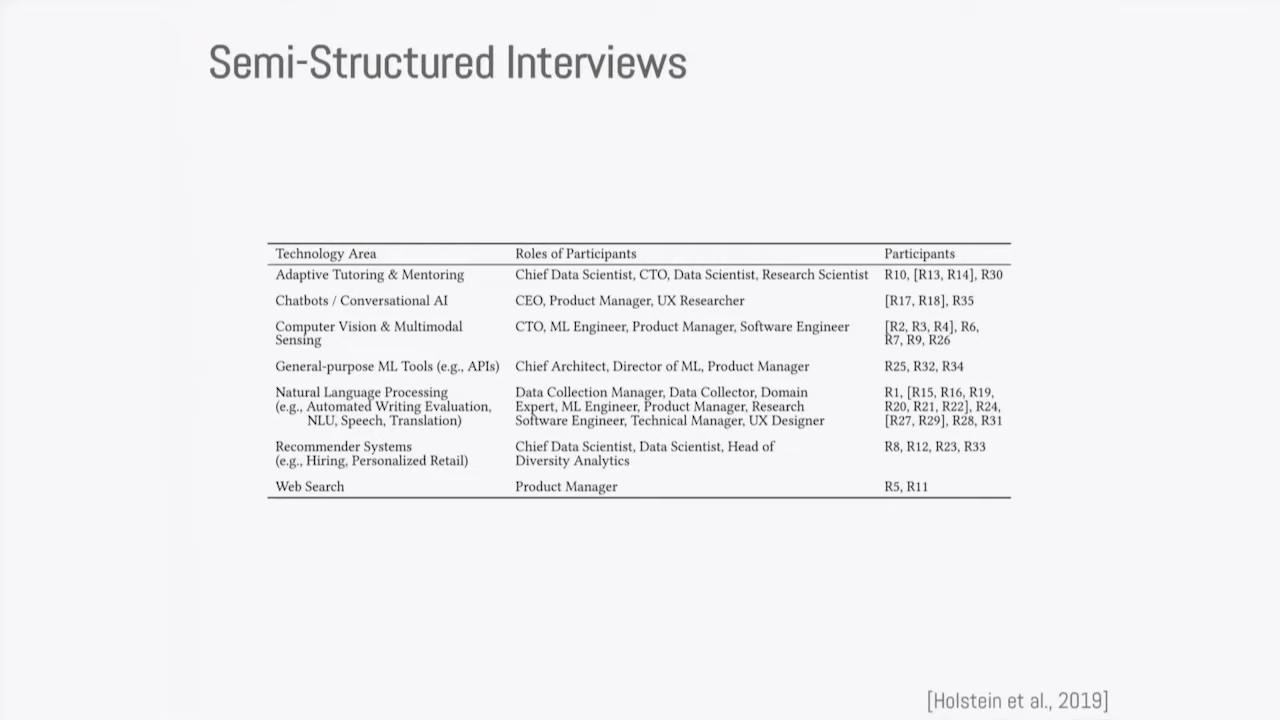 Semi-Structured Interviews
Technology Area Roles of Participants Participants
Adaptive Tutoring & Mentoring Chief Data Scientist, CTO, Data Scientist, Research Scientist R10, [R13, R14], R30
Chatbots / Conversational AI CEO, Product Manager, UX Researcher [R17, R18], R35
Computer Vision & Multimodal CTO, ML Engineer, Product Manager, Software Engineer [R2, R3, R4], R6,
Sensing R7, R9, R26
General-purpose ML Tools (e.g., APIs) Chief Architect, Director of ML, Product Manager R25, R32, R34
Natural Language Processing Data Collection Manager, Data Collector, Domain R1, [R15, R16, R19,
(e.g., Automated Writing Evaluation, Expert, ML Engineer, Product Manager, Research R20, R21, R22], R24,
NLU, Speech, Translation) Software Engineer, Technical Manager, UX Designer [R27, R29], R28, R31
Recommender Systems Chief Data Scientist, Data Scientist, Head of R8, R12, R23, R33
(e.g., Hiring, Personalized Retail) Diversity Analytics
Web Search Product Manager R5, R11
[Holstein et al., 2019]